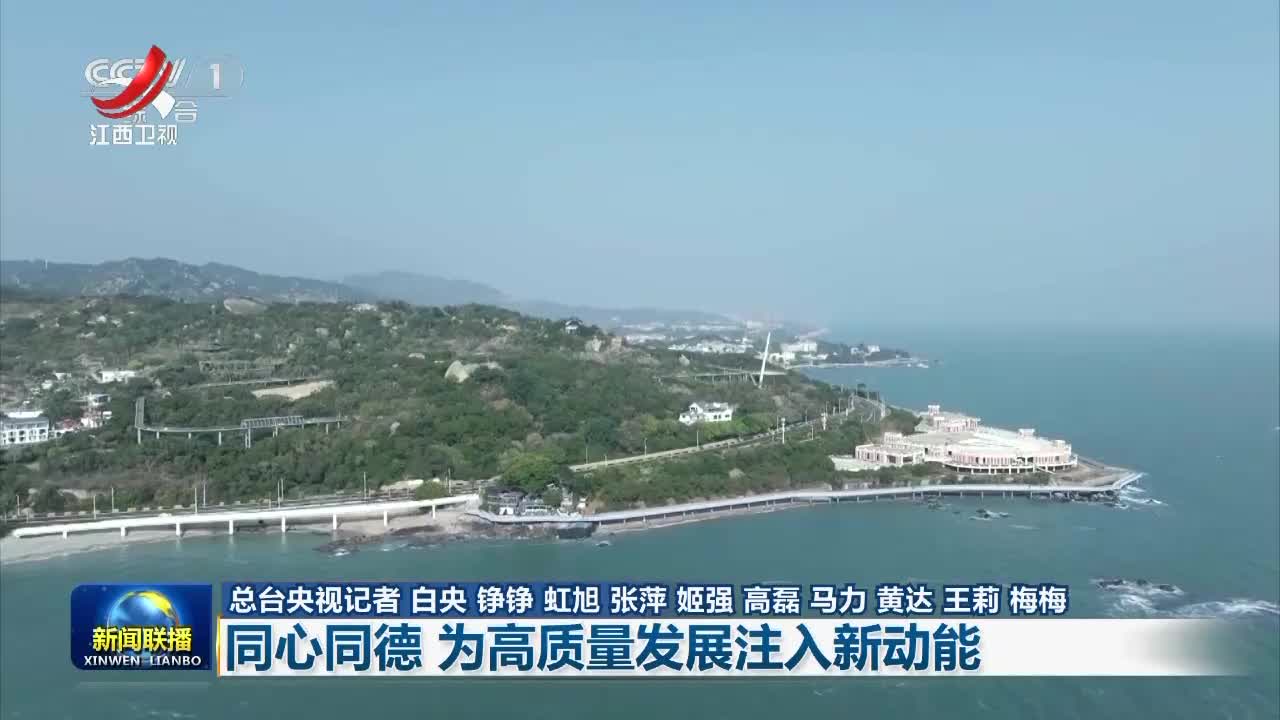 CCTV 1
综合
江西卫视
总台央视记者 白央 铮铮 虹旭 张萍 姬强 高磊 马力 黄达 王莉 梅梅
新闻联播
XINWEN LIANBO
同心同德 为高质量发展注入新动能